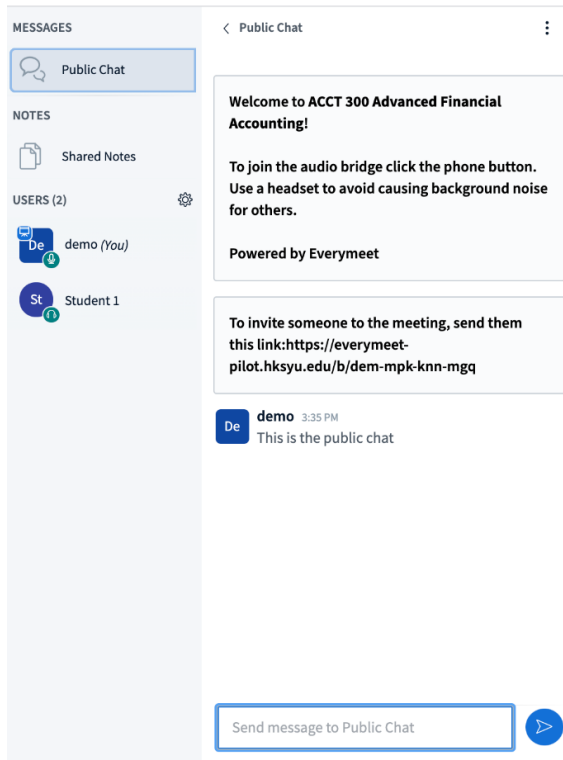 MESSAGES
Public Chat
NOTES
Shared Notes
USERS (2)
De
demo (You)
St
Student 1
Public Chat
Welcome to ACCT 300 Advanced Financial
Accounting!
To join the audio bridge click the phone button.
Use a headset to avoid causing background noise
for others.
Powered by Everymeet
To invite someone to the meeting, send them
this link:https://everymeet-
pilot.hksyu.edu/b/dem-mpk-knn-mgq
De
demo 3:35 PM
This is the public chat
Send message to Public Chat